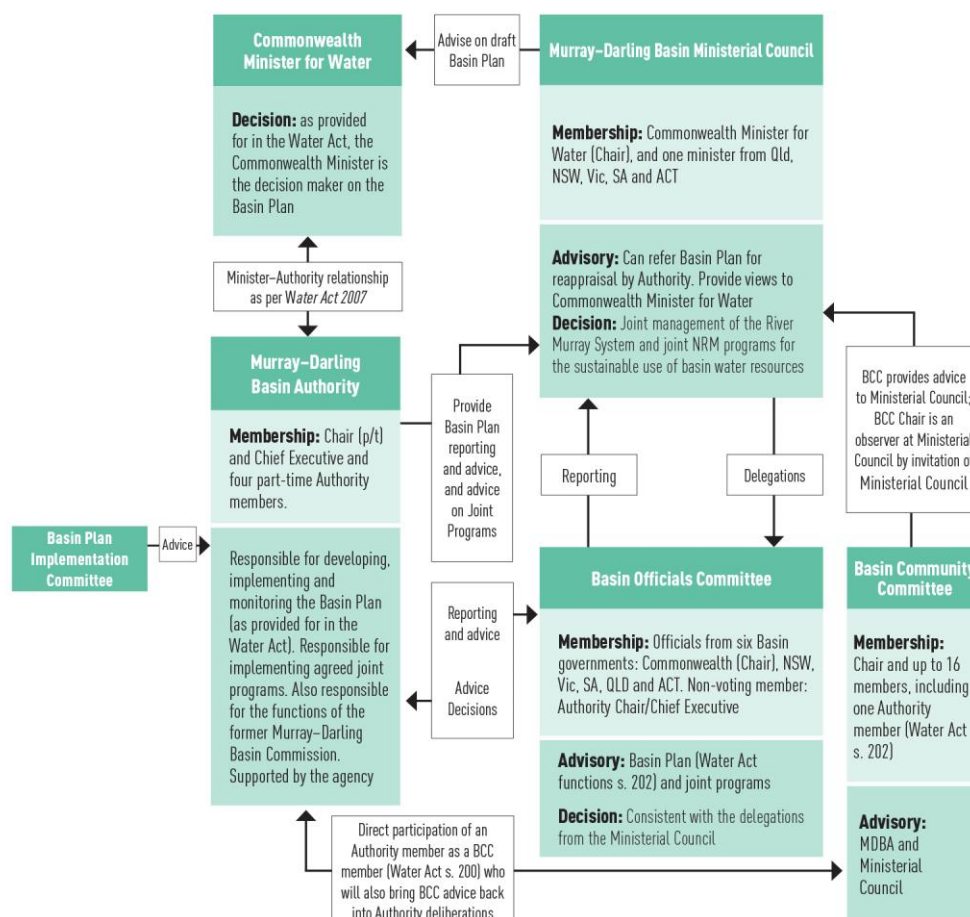 Commonwealth
Minister for Water
Decision: as provided
for in the Water Act, the
Commonwealth Minister is
the decision maker on the
Basin Plan
Advise on draft
Basin Plan
Murray–Darling Basin Ministerial Council
Membership: Commonwealth Minister for
Water (Chair), and one minister from Qld,
NSW, Vic, SA and ACT
Advisory: Can refer Basin Plan for
reappraisal by Authority. Provide views to
Commonwealth Minister for Water
Decision: Joint management of the River
Murray System and joint NRM programs for
the sustainable use of basin water resources
Minister–Authority relationship
as per Water Act 2007
Murray–Darling
Basin Authority
Membership: Chair (p/t)
and Chief Executive and
four part-time Authority
members.
Responsible for developing,
implementing and
monitoring the Basin Plan
(as provided for in the
Water Act). Responsible for
implementing agreed joint
programs. Also responsible
for the functions of the
former Murray–Darling
Basin Commission.
Supported by the agency
Basin Plan
Implementation
Committee
Advice
Provide
Basin Plan
reporting
and advice,
and advice
on Joint
Programs
Reporting
Delegations
BCC provides advice
to Ministerial Council;
BCC Chair is an
observer at Ministerial
Council by invitation of
Ministerial Council
Reporting
and advice
Advice
Decisions
Basin Officials Committee
Membership: Officials from six Basin
governments: Commonwealth (Chair), NSW,
Vic, SA, QLD and ACT. Non-voting member:
Authority Chair/Chief Executive
Advisory: Basin Plan (Water Act
functions s. 202) and joint programs
Decision: Consistent with the delegations
from the Ministerial Council
Basin Community
Committee
Membership:
Chair and up to 16
members, including
one Authority
member (Water Act
s. 202)
Advisory:
MDBA and
Ministerial
Council
Direct participation of an
Authority member as a BCC
member (Water Act s. 200) who
will also bring BCC advice back
into Authority deliberations